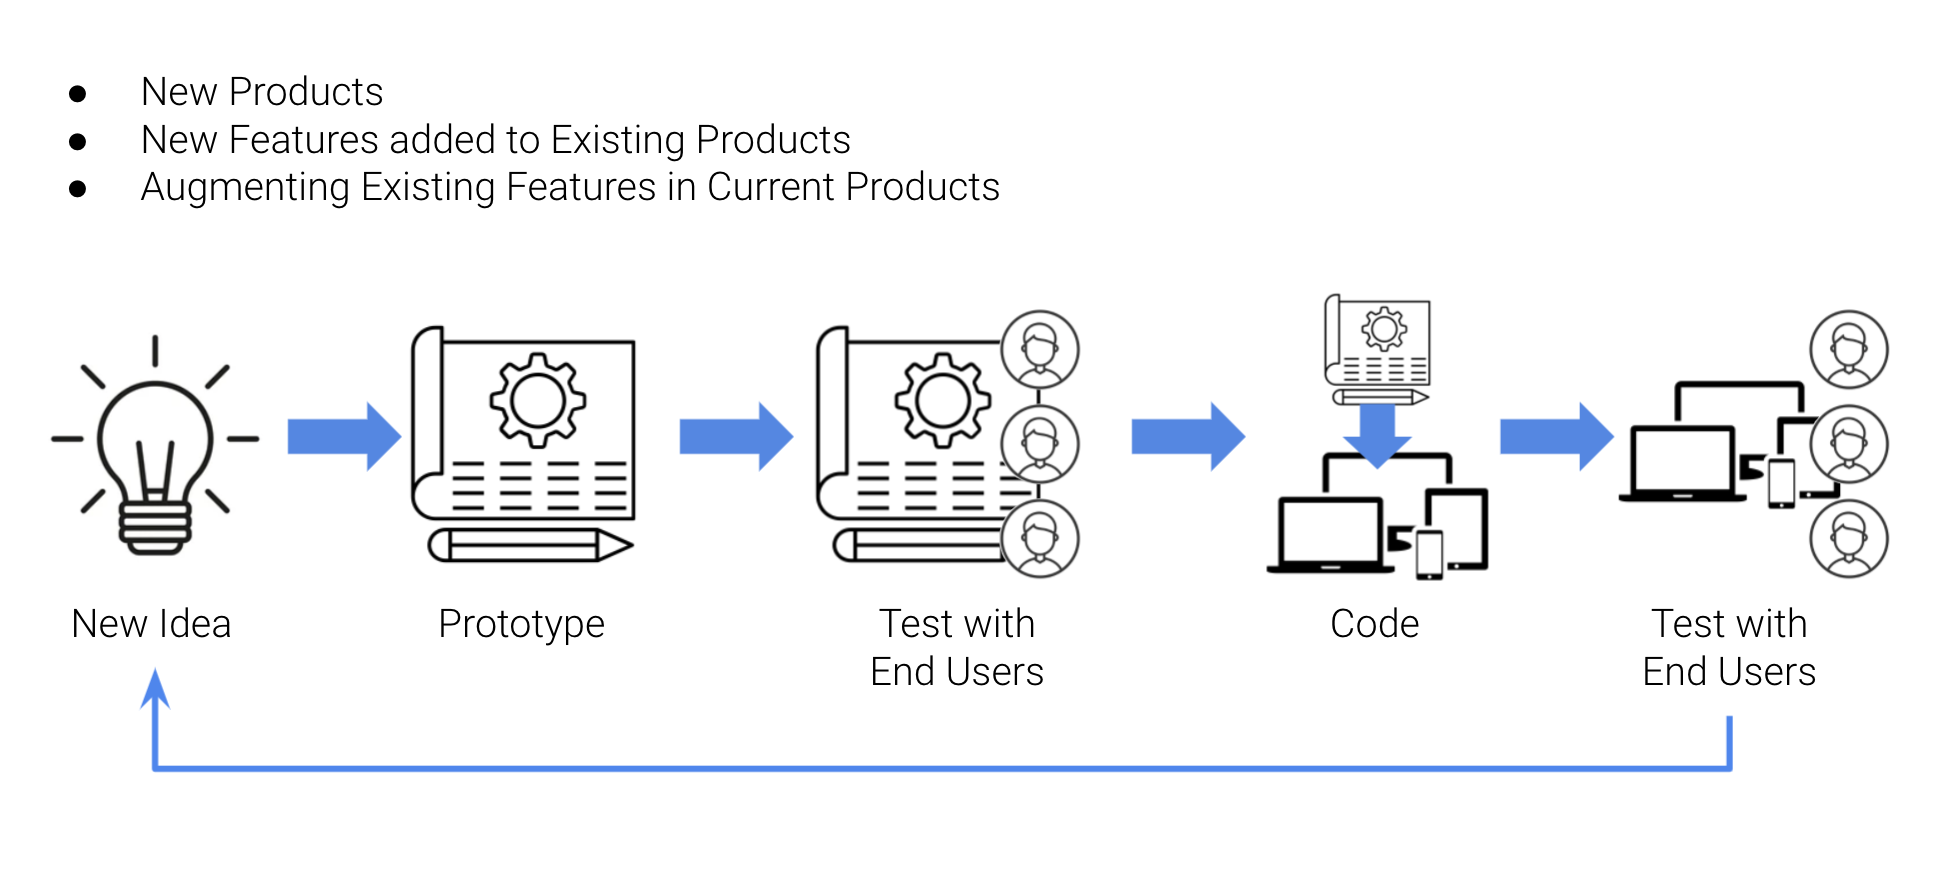 ● New Products
● New Features added to Existing Products
● Augmenting Existing Features in Current Products
New Idea
Prototype
Test with
End Users
Code
Test with
End Users